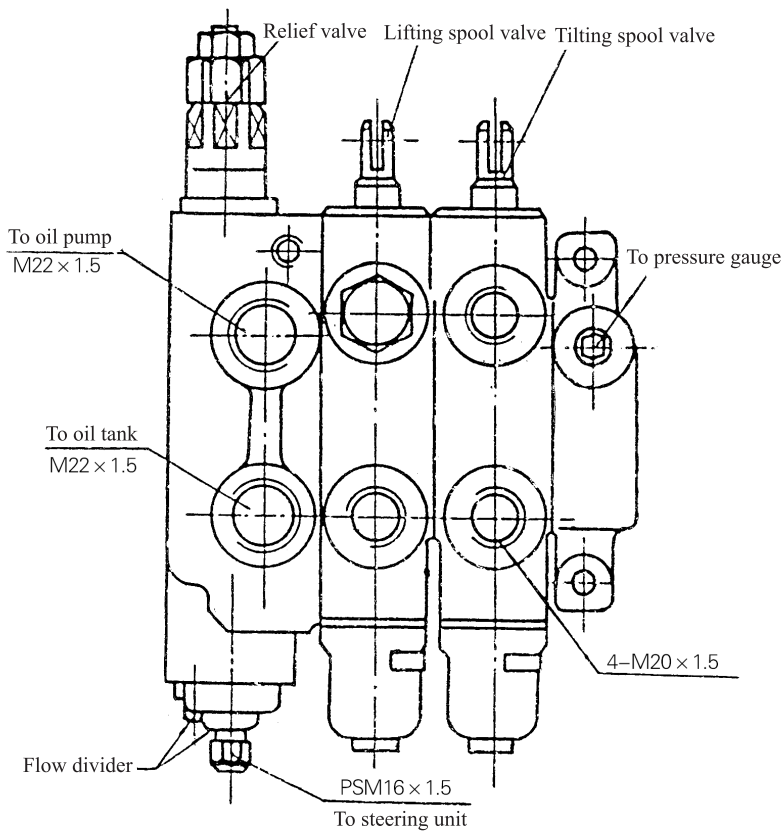 Relief valve
Lifting spool valve
Tilting spool valve
To oil pump
M22×1.5
To pressure gauge
To oil tank
M22×1.5
4-M20×1.5
Flow divider
PSM16×1.5
To steering unit